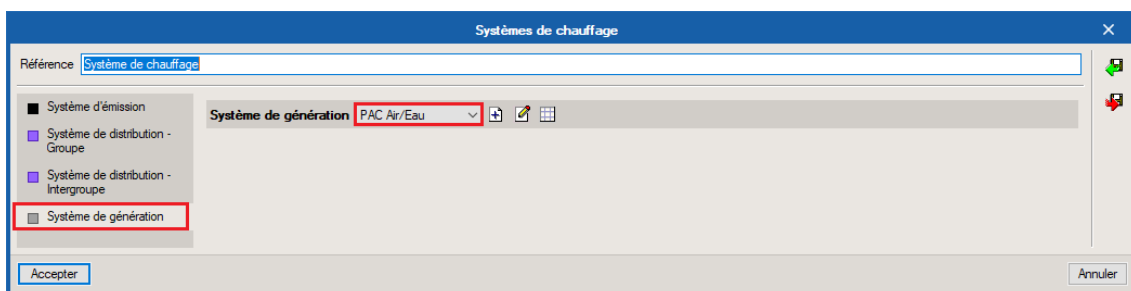 Systèmes de chauffage
Référence Système de chauffage
Système d'émission
Système de distribution -
Groupe
Système de distribution -
Intergroupe
Système de génération
Système de génération PAC Air/Eau
Accepter
Annuler